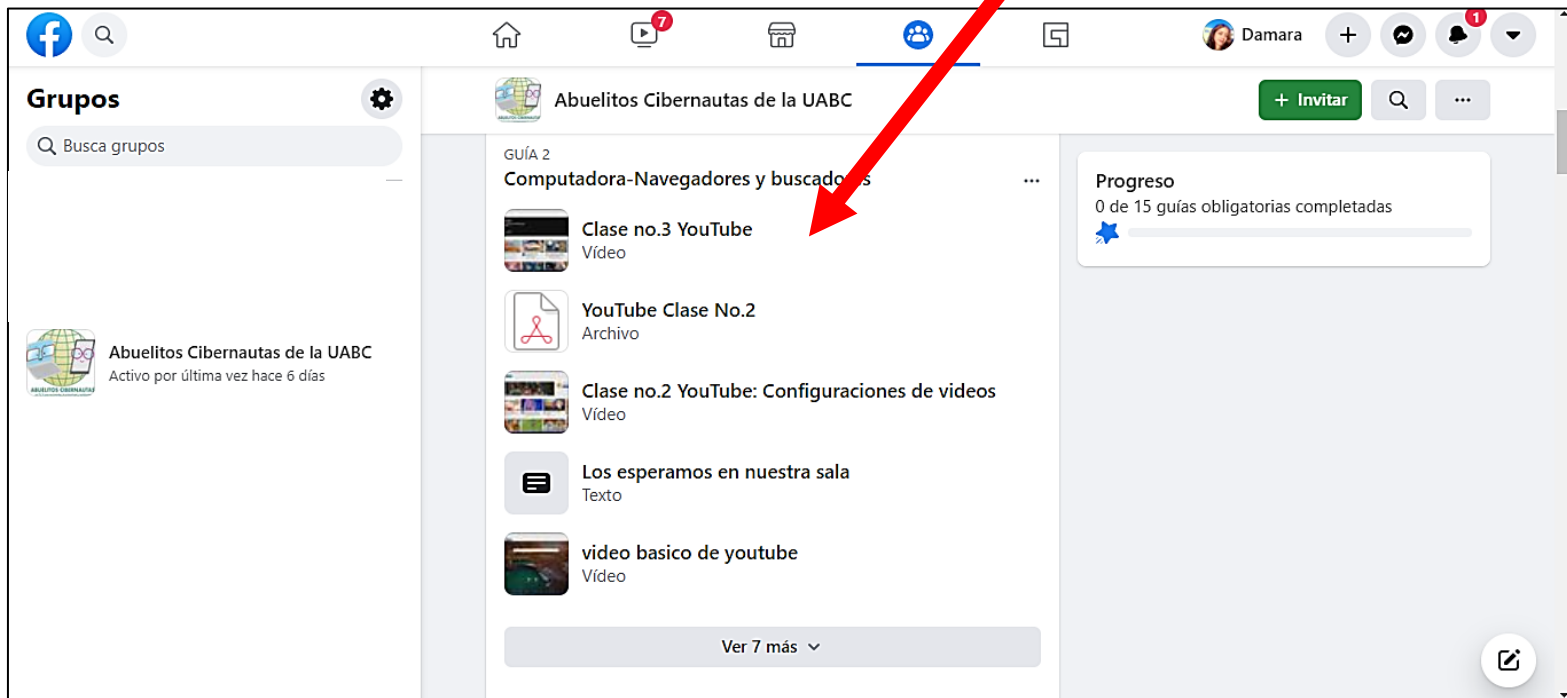 7
Damara
1
Grupos
Abuelitos Cibernautas de la UABC
+ Invitar
Busca grupos
GUÍA 2
Computadora-Navegadores y buscadores
Clase no.3 YouTube
Vídeo
YouTube Clase No.2
Archivo
Clase no.2 YouTube: Configuraciones de videos
Vídeo
Los esperamos en nuestra sala
Texto
video basico de youtube
Vídeo
Ver 7 más
Progreso
0 de 15 guías obligatorias completadas
ABUELITOS CIBERNAUTAS
Abuelitos Cibernautas de la UABC
Activo por última vez hace 6 días